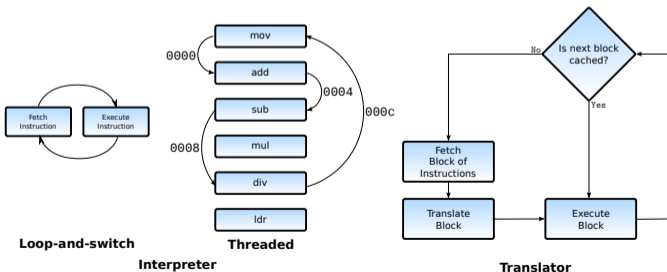 Fetch
Instruction
Execute
Instruction
Loop-and-switch
mov
add
sub
mul
div
ldr
0000
0004
0008
000c
Threaded
Interpreter
Is next block
cached?
No
Yes
Fetch
Block of
Instructions
Translate
Block
Execute
Block
Translator